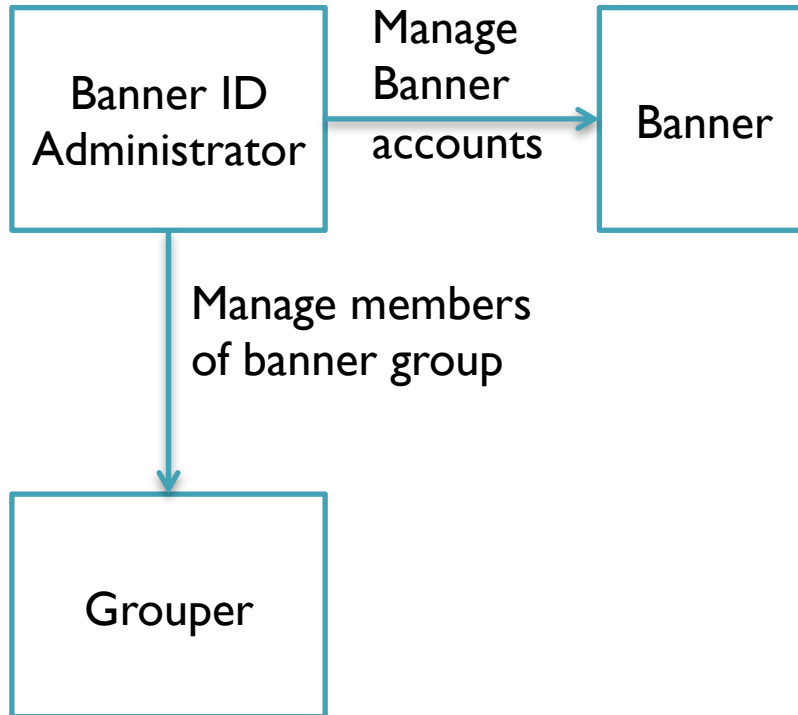 Banner ID
Administrator
Manage
Banner
accounts
Banner
Manage members
of banner group
Grouper